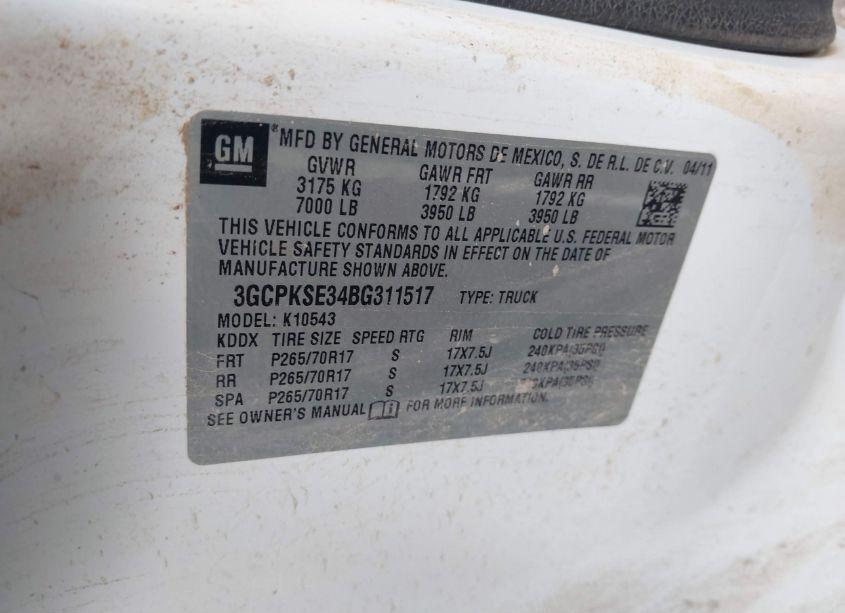 GM
MFD BY GENERAL MOTORS DE MEXICO, S. DE R.L. DE C.V. 04/11
GVWR GAWR FRT GAWR RR
3175 KG 1792 KG 1792 KG
7000 LB 3950 LB 3950 LB
THIS VEHICLE CONFORMS TO ALL APPLICABLE U.S. FEDERAL MOTOR
VEHICLE SAFETY STANDARDS IN EFFECT ON THE DATE OF
MANUFACTURE SHOWN ABOVE.
3GCPKSE34BG311517 TYPE: TRUCK
MODEL: K10543
KDDX TIRE SIZE SPEED RTG RIM COLD TIRE PRESSURE
FRT P265/70R17 S 17X7.5J 240KPA(35PSI)
RR P265/70R17 S 17X7.5J 240KPA(35PSI)
SPA P265/70R17 S 17X7.5J
SEE OWNER'S MANUAL FOR MORE INFORMATION.